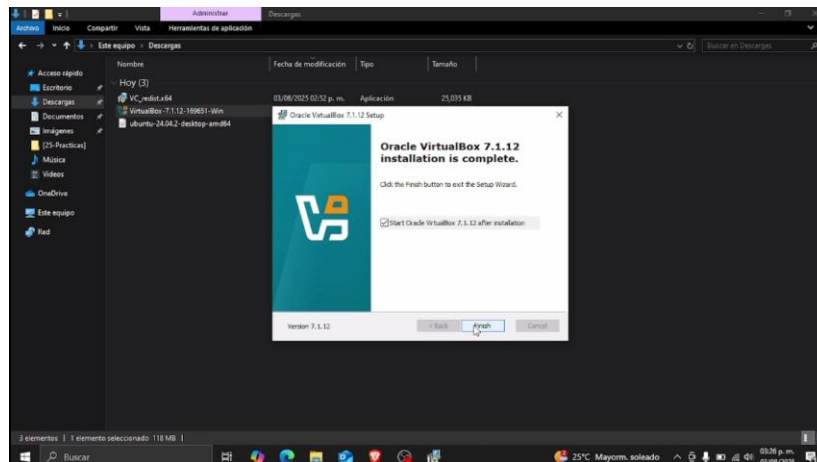 Administrar
Descargas
Archivo Inicio Compartir Vista Herramientas de aplicación
Este equipo > Descargas
Buscar en Descargas
Nombre Fecha de modificación Tipo Tamaño
Acceso rápido
Hoy (3)
Escritorio
VC_redist.x64 03/08/2025 02:52 p. m. Aplicación 25,035 KB
Descargas
VirtualBox-7.1.12-169651-Win
Documentos
ubuntu-24.04.2-desktop-amd64
Imágenes
[25-Practicas]
Música
Videos
OneDrive
Este equipo
Red
Oracle VirtualBox 7.1.12 Setup
Oracle VirtualBox 7.1.12
installation is complete.
Click the Finish button to exit the Setup Wizard.
Start Oracle VirtualBox 7.1.12 after installation
Version 7.1.12
< Back Finish Cancel
3 elementos 1 elemento seleccionado 118 MB
Buscar
25°C Mayorm. soleado
03:26 p. m.
03/08/2025